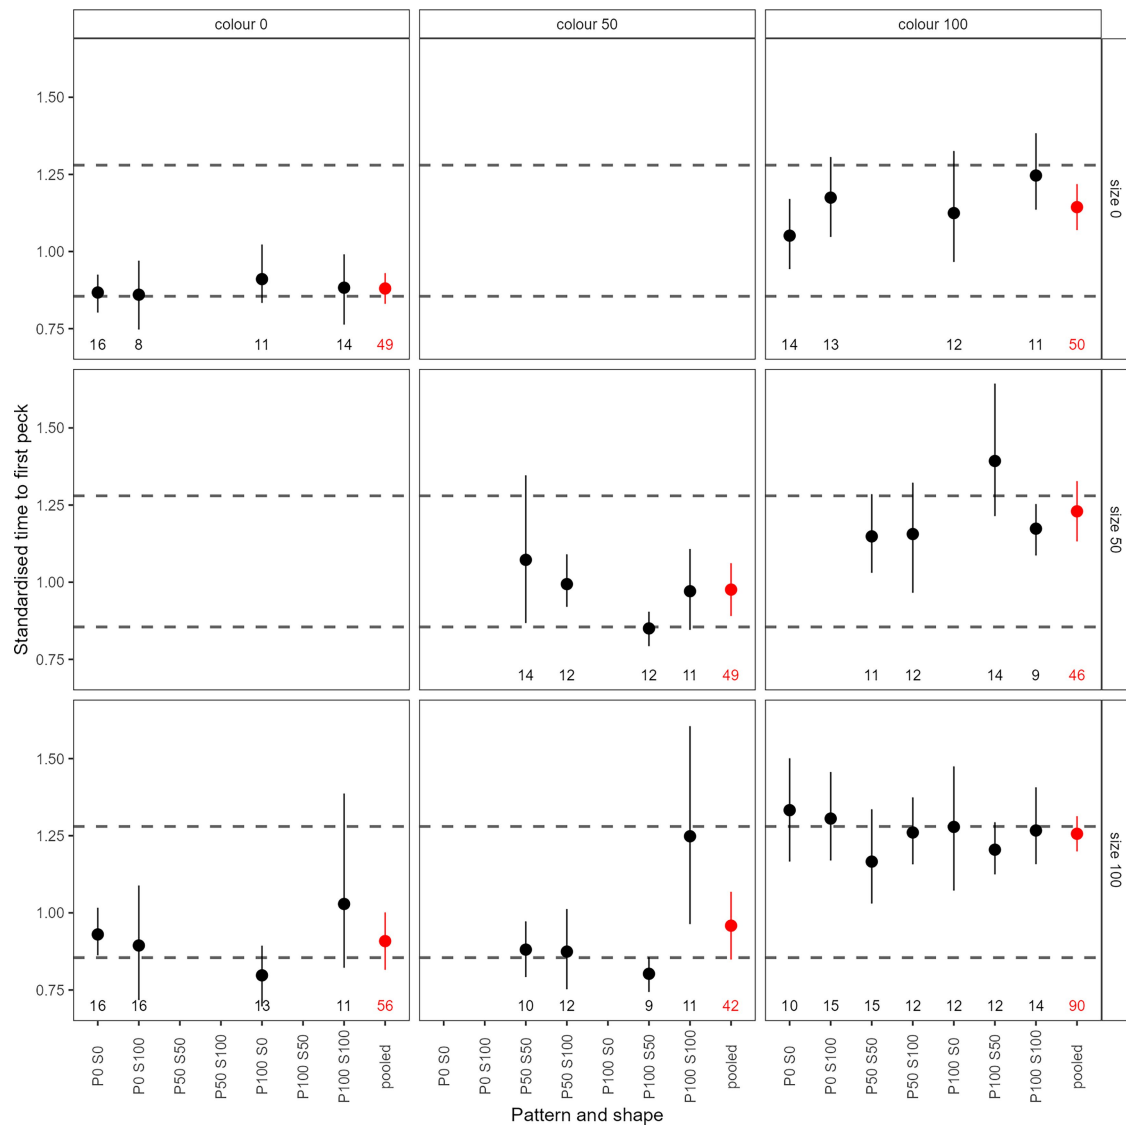 colour 0 colour 50 colour 100
1.50
1.25
1.00
0.75
16 8 11 14 49
14 13 12 11 50
size 0
1.50
1.25
1.00
0.75
14 12 12 11 49
11 12 14 9 46
size 50
1.50
1.25
1.00
0.75
16 16 13 11 56
10 12 9 11 42
10 15 15 12 12 12 14 90
size 100
Standardised time to first peck
P0 S0
P0 S100
P50 S50
P50 S100
P100 S0
P100 S50
P100 S100
pooled
P0 S0
P0 S100
P50 S50
P50 S100
P100 S0
P100 S50
P100 S100
pooled
P0 S0
P0 S100
P50 S50
P50 S100
P100 S0
P100 S50
P100 S100
pooled
Pattern and shape